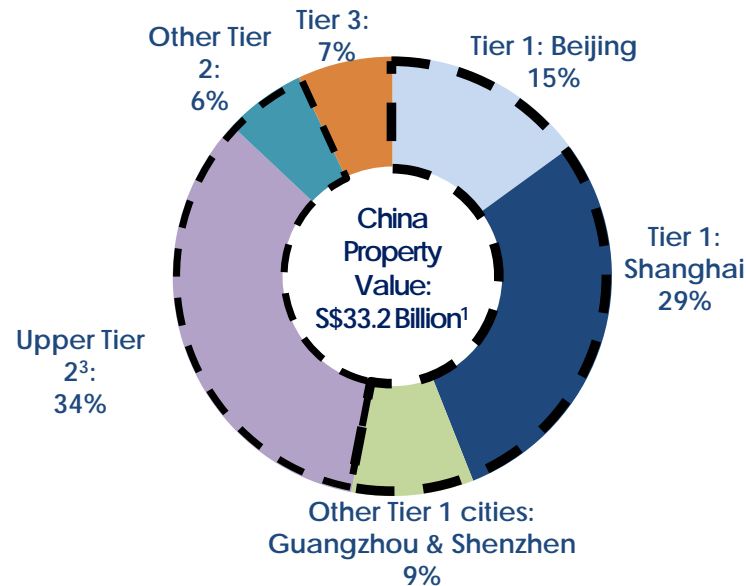 Tier 3:
7%
Other Tier
2:
6%
Tier 1: Beijing
15%
China
Property
Value:
S$33.2 Billion¹
Tier 1:
Shanghai
29%
Upper Tier
2³:
34%
Other Tier 1 cities:
Guangzhou & Shenzhen
9%